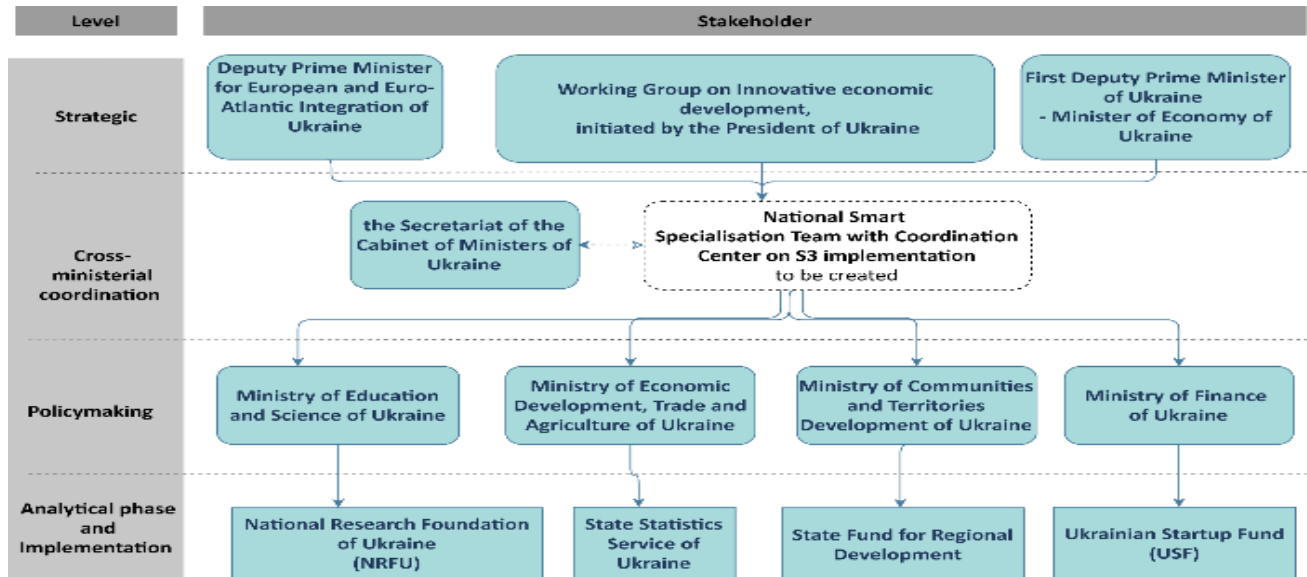 Level
Stakeholder
Strategic
Deputy Prime Minister
for European and Euro-
Atlantic Integration of
Ukraine
Working Group on Innovative economic
development,
initiated by the President of Ukraine
First Deputy Prime Minister
of Ukraine
- Minister of Economy of
Ukraine
Cross-
ministerial
coordination
the Secretariat of the
Cabinet of Ministers of
Ukraine
National Smart
Specialisation Team with Coordination
Center on S3 implementation
to be created
Policymaking
Ministry of Education
and Science of Ukraine
Ministry of Economic
Development, Trade and
Agriculture of Ukraine
Ministry of Communities
and Territories
Development of Ukraine
Ministry of Finance
of Ukraine
Analytical phase
and
Implementation
National Research Foundation
of Ukraine
(NRFU)
State Statistics
Service of
Ukraine
State Fund for Regional
Development
Ukrainian Startup Fund
(USF)